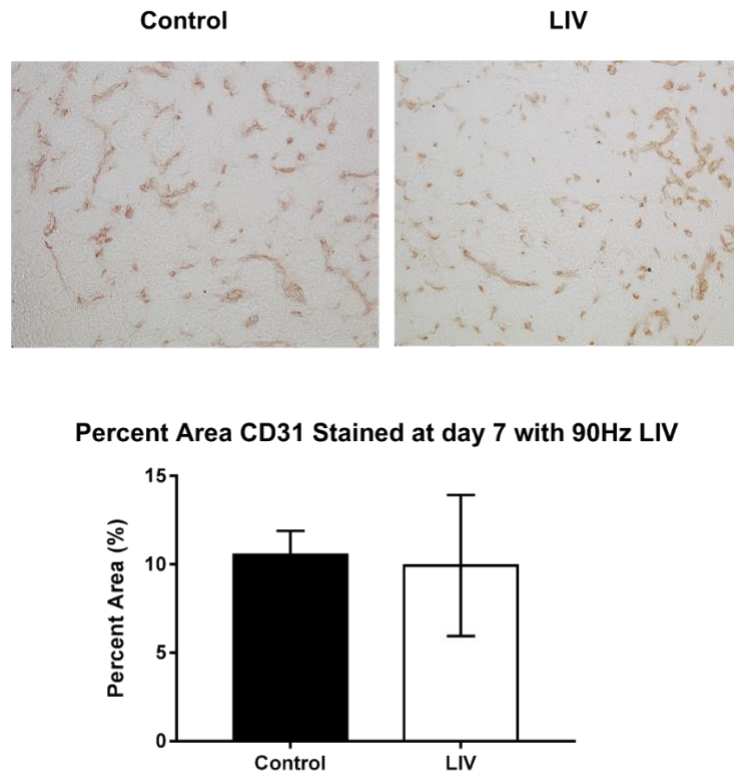 Control
LIV
Percent Area CD31 Stained at day 7 with 90Hz LIV
Percent Area (%)
15
10
5
0
Control
LIV